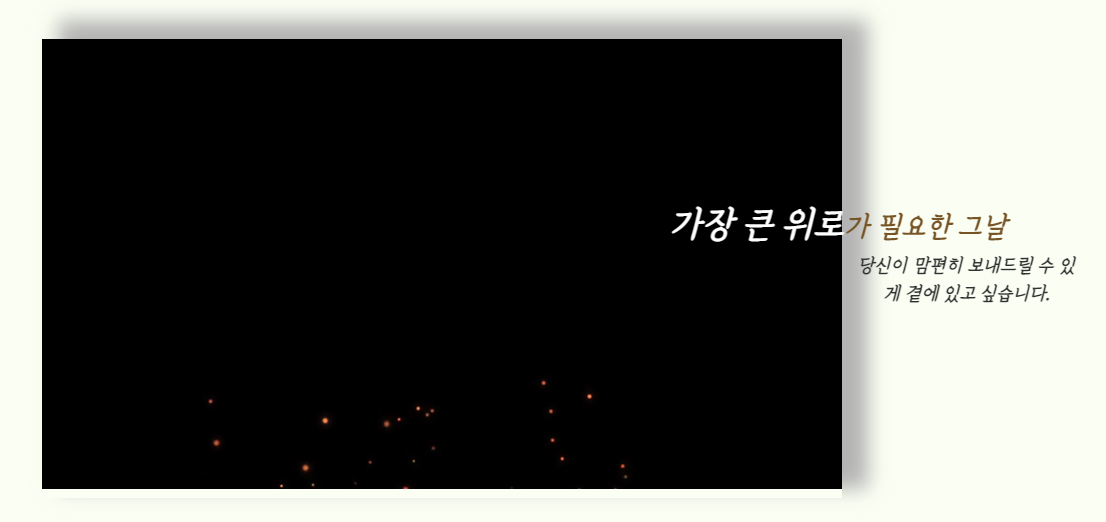 가장 큰 위로가 필요한 그날
당신이 맘편히 보내드릴 수 있
게 곁에 있고 싶습니다.